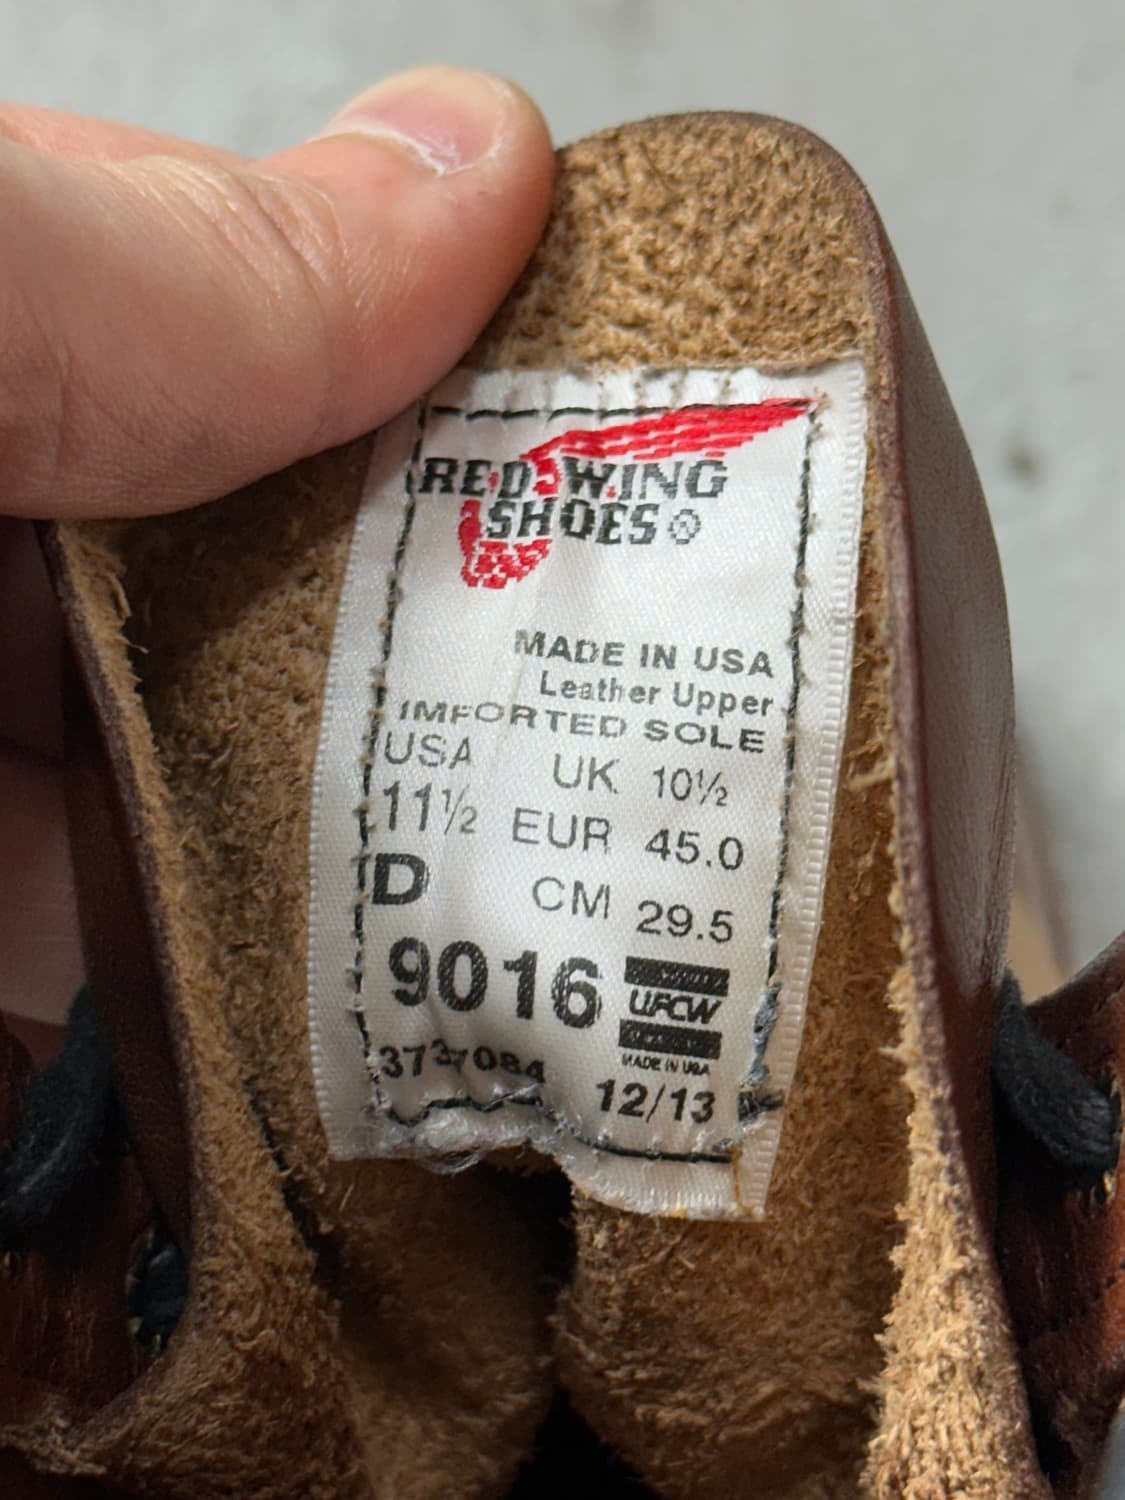 RED WING
SHOES ®
MADE IN USA
Leather Upper
IMPORTED SOLE
USA UK 10½
11½ EUR 45.0
D CM 29.5
9016 UFCW
MADE IN USA
3737084 12/13